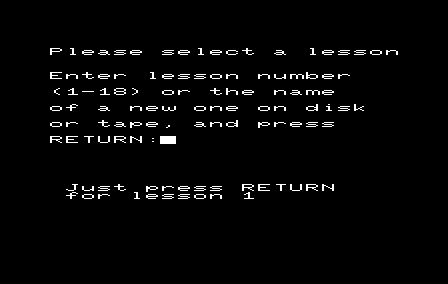 Please select a lesson
Enter lesson number
(1-18) or the name
of a new one on disk
or tape, and press
RETURN:
Just press RETURN
for lesson 1